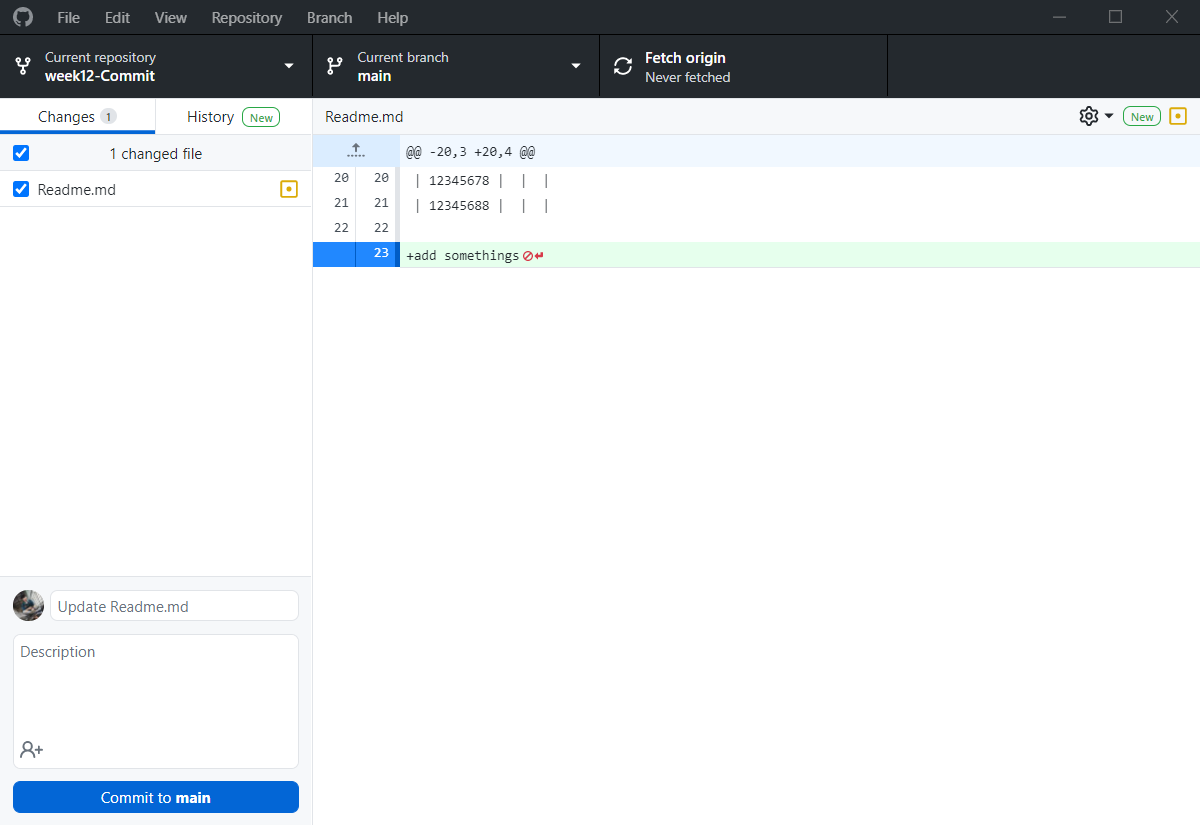 File Edit View Repository Branch Help
Current repository
week12-Commit
Current branch
main
Fetch origin
Never fetched
Changes 1
History New
Readme.md
New
1 changed file
@@ -20,3 +20,4 @@
Readme.md
20 20 | 12345678 | | |
21 21 | 12345688 | | |
22 22
23 +add somethings
Update Readme.md
Description
Commit to main